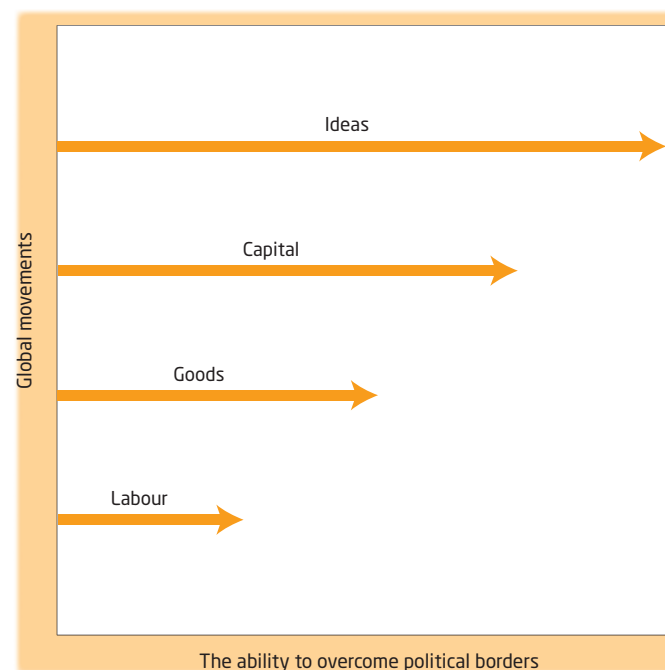 Ideas
Capital
Goods
Labour
Global movements
The ability to overcome political borders